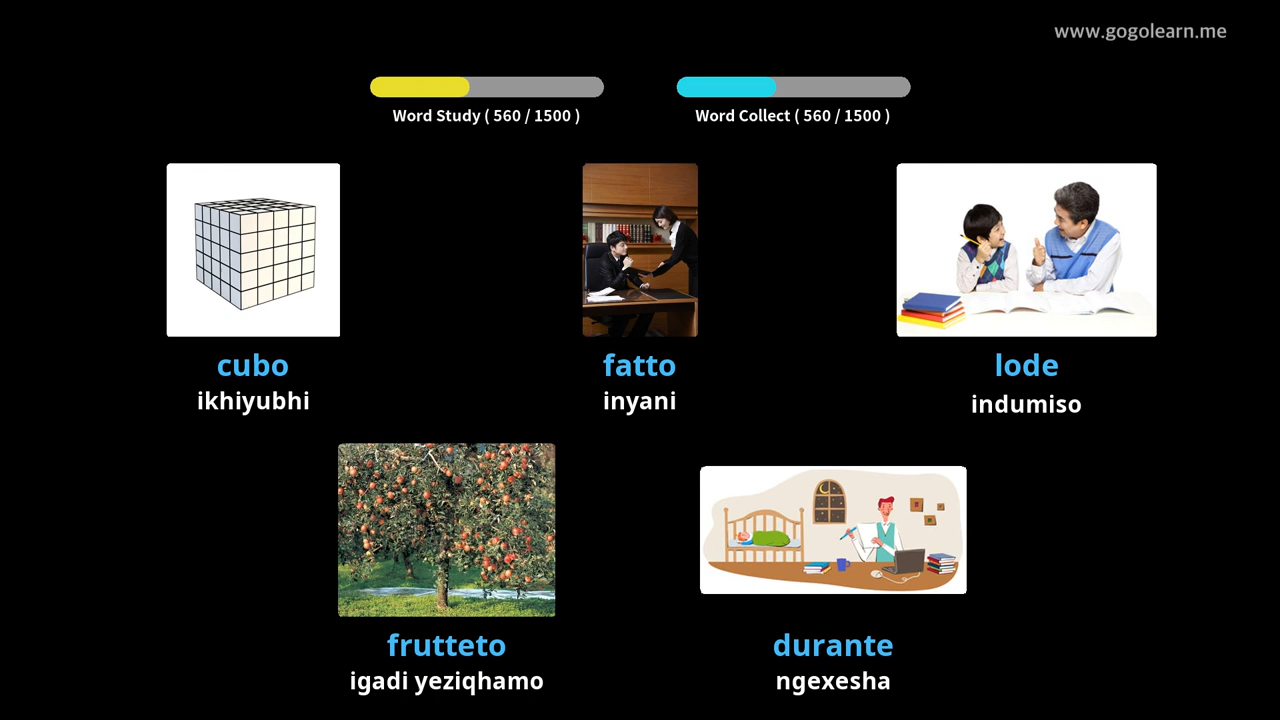 www.gogolearn.me
Word Study ( 560 / 1500 )
Word Collect ( 560 / 1500 )
cubo
ikhiyubhi
fatto
inyani
lode
indumiso
frutteto
igadi yeziqhamo
durante
ngexesha